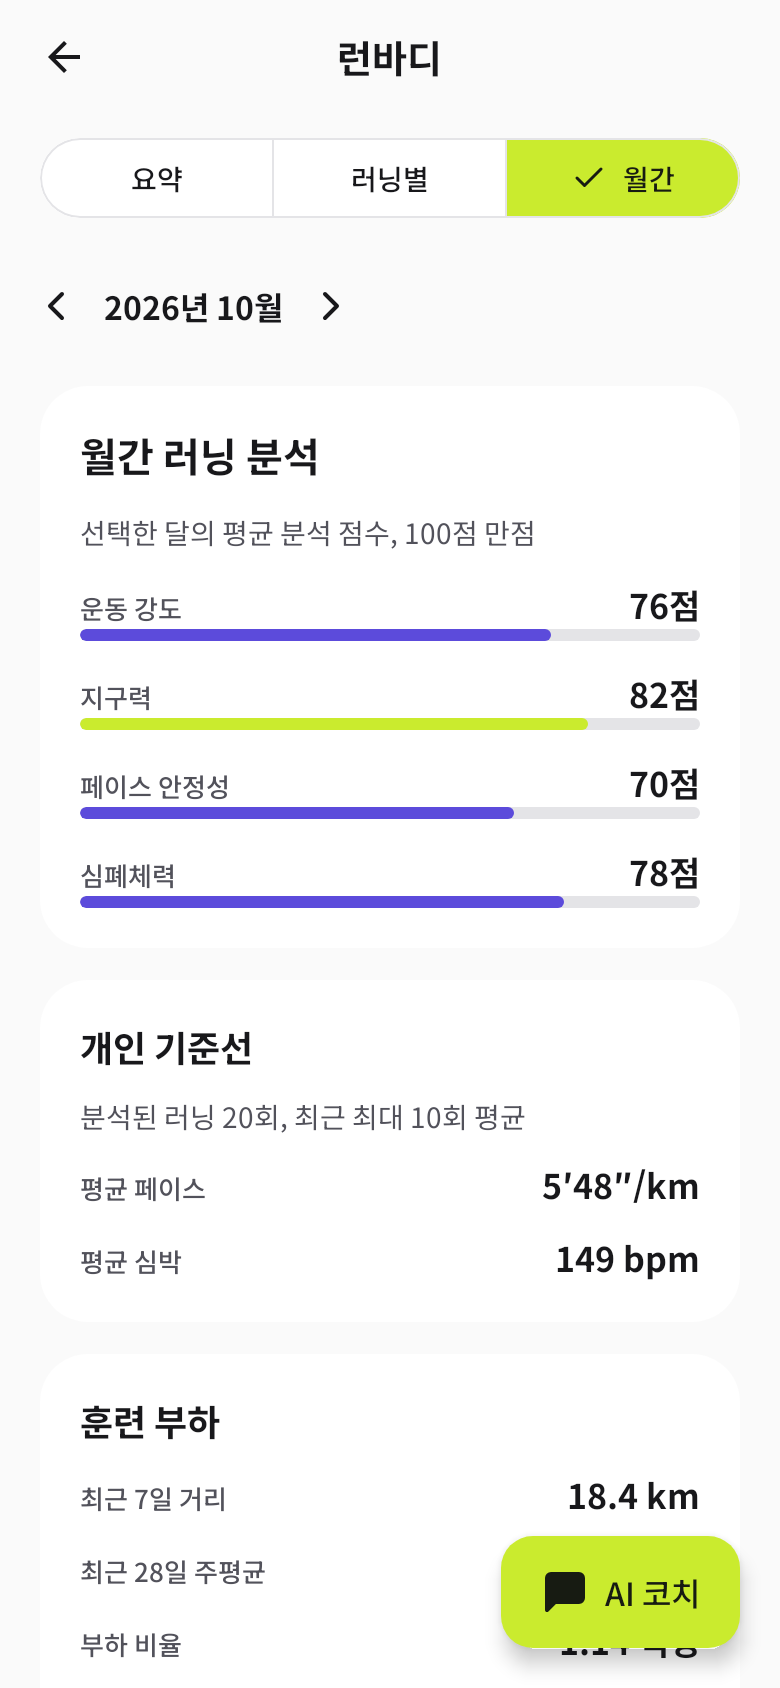 런바디
요약
러닝별
월간
2026년 10월
월간 러닝 분석
선택한 달의 평균 분석 점수, 100점 만점
운동 강도 76점
지구력 82점
페이스 안정성 70점
심폐체력 78점
개인 기준선
분석된 러닝 20회, 최근 최대 10회 평균
평균 페이스 5'48"/km
평균 심박 149 bpm
훈련 부하
최근 7일 거리 18.4 km
최근 28일 주평균
AI 코치
부하 비율